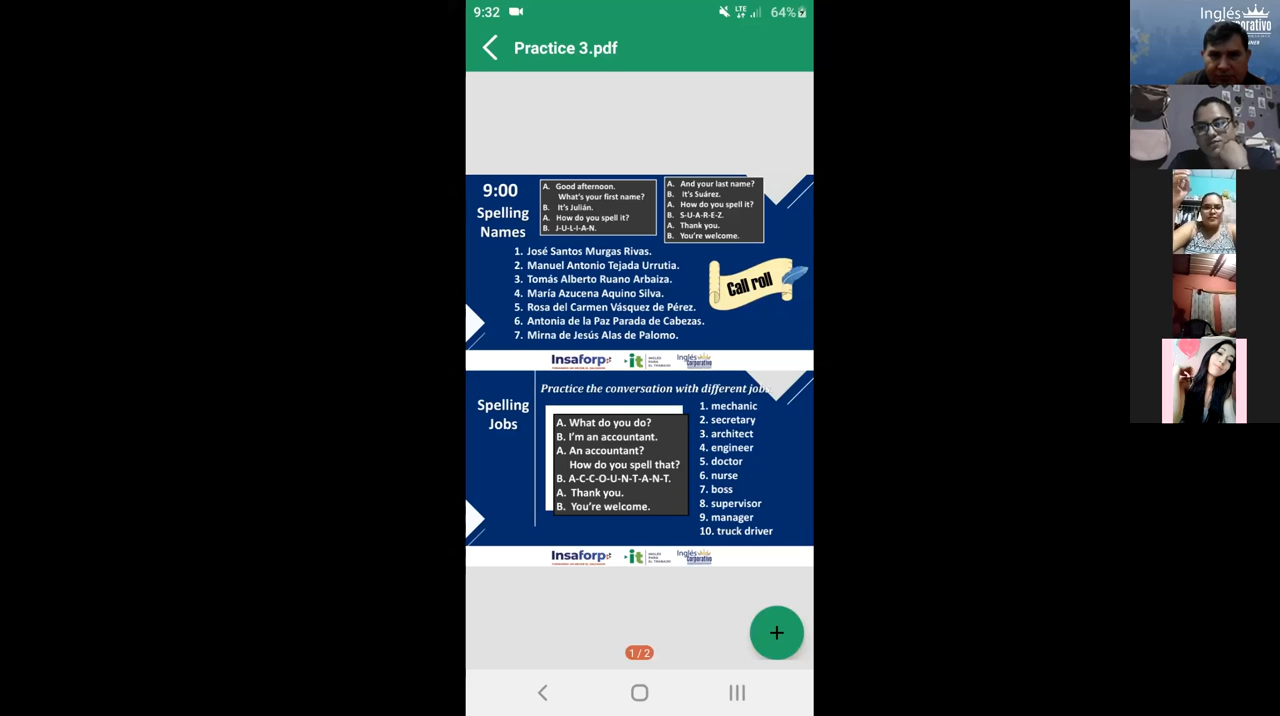 9:32
LTE
64%
Practice 3.pdf
9:00
Spelling
Names
A. Good afternoon.
What's your first name?
B. It's Julián.
A. How do you spell it?
B. J-U-L-I-A-N.
A. And your last name?
B. It's Suárez.
A. How do you spell it?
B. S-U-A-R-E-Z.
A. Thank you.
B. You're welcome.
1. José Santos Murgas Rivas.
2. Manuel Antonio Tejada Urrutia.
3. Tomás Alberto Ruano Arbaiza.
4. María Azucena Aquino Silva.
5. Rosa del Carmen Vásquez de Pérez.
6. Antonia de la Paz Parada de Cabezas.
7. Mirna de Jesús Alas de Palomo.
Call roll
Insaforp
it
Inglés
corporativo
Spelling
Jobs
Practice the conversation with different jobs.
A. What do you do?
B. I'm an accountant.
A. An accountant?
How do you spell that?
B. A-C-C-O-U-N-T-A-N-T.
A. Thank you.
B. You're welcome.
1. mechanic
2. secretary
3. architect
4. engineer
5. doctor
6. nurse
7. boss
8. supervisor
9. manager
10. truck driver
Insaforp
it
Inglés
corporativo
1 / 2
Inglés